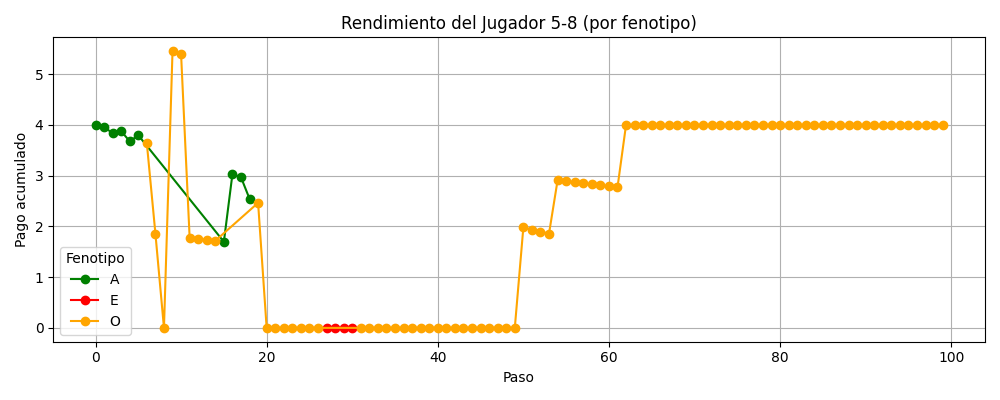 Rendimiento del Jugador 5-8 (por fenotipo)
Pago acumulado
5
4
3
2
1
0
Fenotipo
A
E
O
0 20 40 60 80 100
Paso